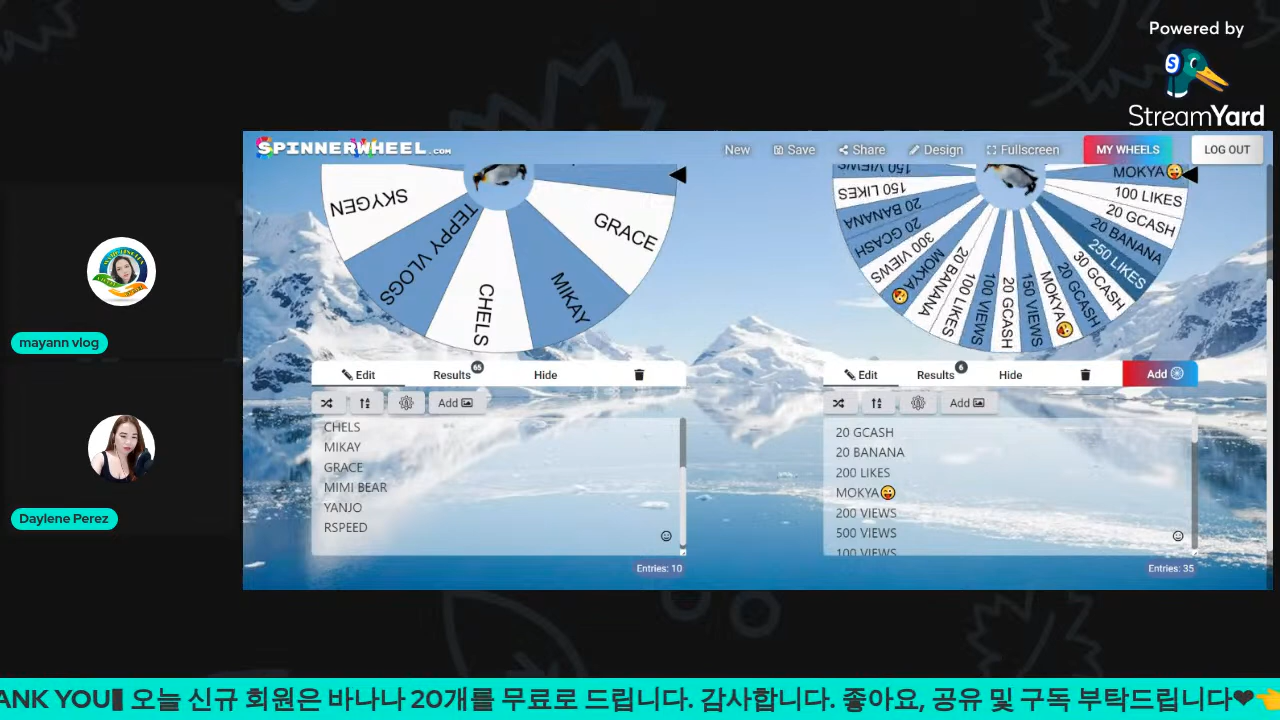 Powered by
StreamYard
SPINNERWHEEL.COM
New
Save
Share
Design
Fullscreen
MY WHEELS
LOG OUT
SKYGEN
TEPPY VLOGS
CHELS
MIKAY
GRACE
150 VIEWS
150 LIKES
20 BANANA
20 GCASH
300 VIEWS
MOKYA😜
20 BANANA
100 LIKES
100 VIEWS
20 GCASH
150 VIEWS
MOKYA😜
20 GCASH
30 GCASH
250 LIKES
20 BANANA
20 GCASH
100 LIKES
MOKYA😜
Edit
Results
65
Hide
Edit
Results
6
Hide
Add
Add
Add
CHELS
MIKAY
GRACE
MIMI BEAR
YANJO
RSPEED
Entries: 10
20 GCASH
20 BANANA
200 LIKES
MOKYA😜
200 VIEWS
500 VIEWS
100 VIEWS
Entries: 35
mayann vlog
Daylene Perez
ANK YOU 오늘 신규 회원은 바나나 20개를 무료로 드립니다. 감사합니다. 좋아요, 공유 및 구독 부탁드립니다❤👈